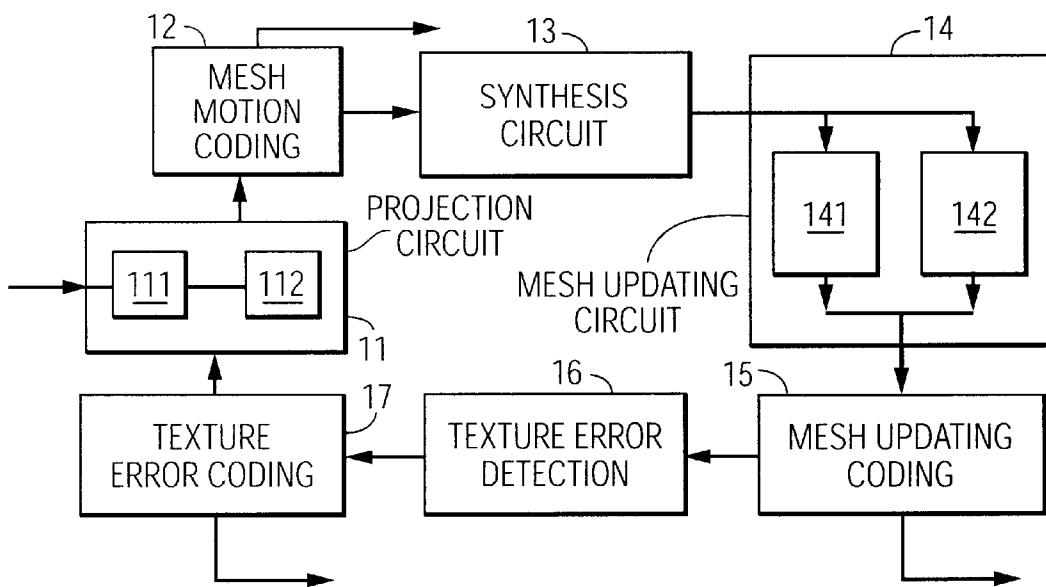 12
13
14
MESH
MOTION
CODING
SYNTHESIS
CIRCUIT
PROJECTION
CIRCUIT
141
142
111
112
MESH UPDATING
CIRCUIT
11
17
16
15
TEXTURE
ERROR CODING
TEXTURE ERROR
DETECTION
MESH UPDATING
CODING